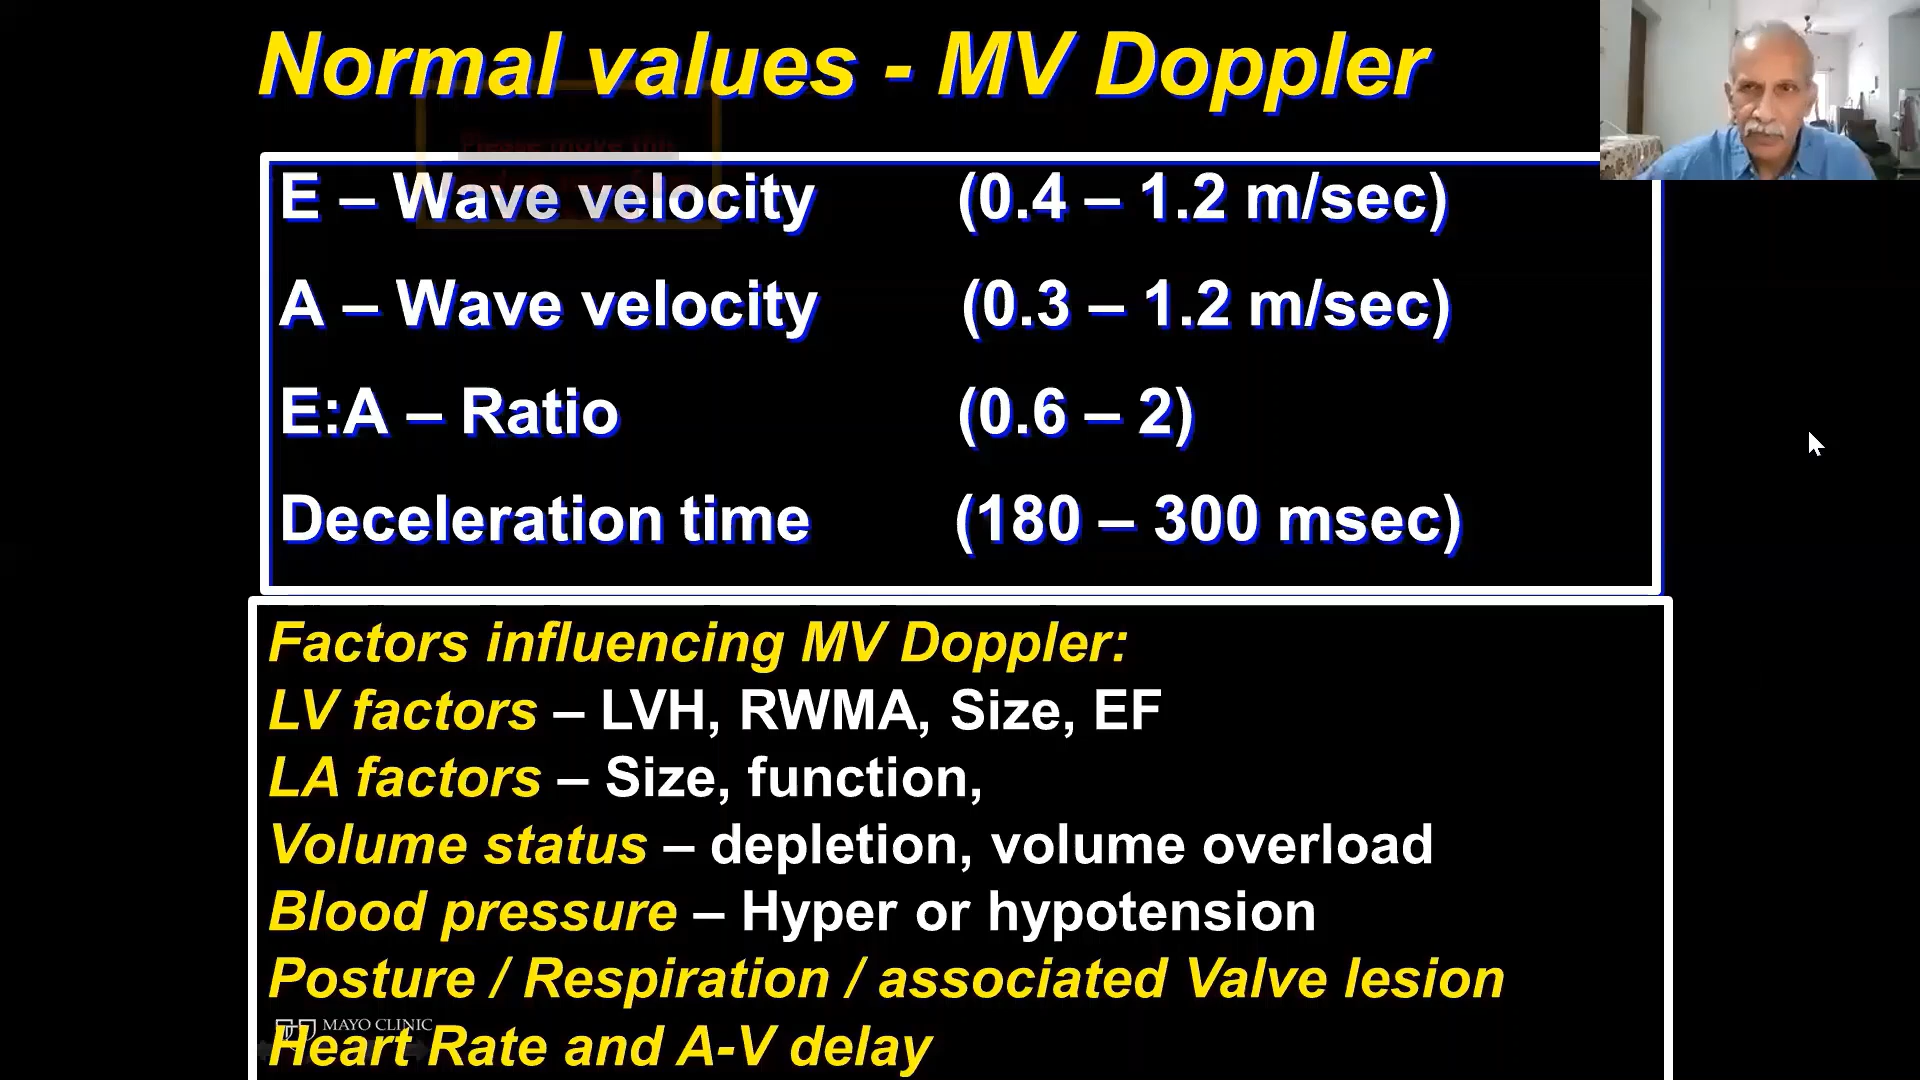 Normal values - MV Doppler
Please move this
E – Wave velocity (0.4 – 1.2 m/sec)
A – Wave velocity (0.3 – 1.2 m/sec)
E:A – Ratio (0.6 – 2)
Deceleration time (180 – 300 msec)
Factors influencing MV Doppler:
LV factors – LVH, RWMA, Size, EF
LA factors – Size, function,
Volume status – depletion, volume overload
Blood pressure – Hyper or hypotension
Posture / Respiration / associated Valve lesion
MAYO CLINIC
Heart Rate and A-V delay